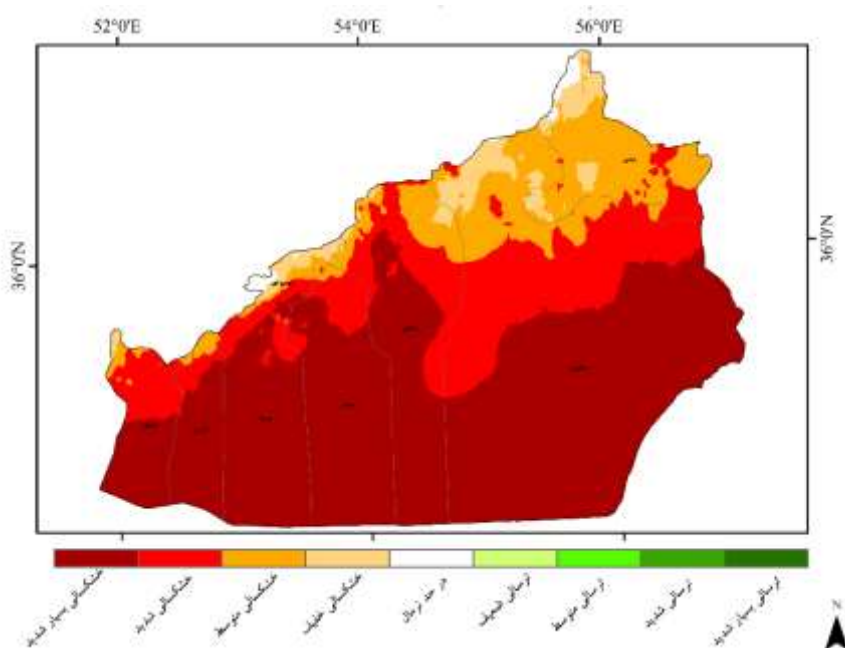 52°0'E 54°0'E 56°0'E
36°0'N 36°0'N
خشکسالی بسیار شدید خشکسالی شدید خشکسالی متوسط خشکسالی خفیف در حد نرمال ترسالی خفیف ترسالی متوسط ترسالی شدید ترسالی بسیار شدید
N